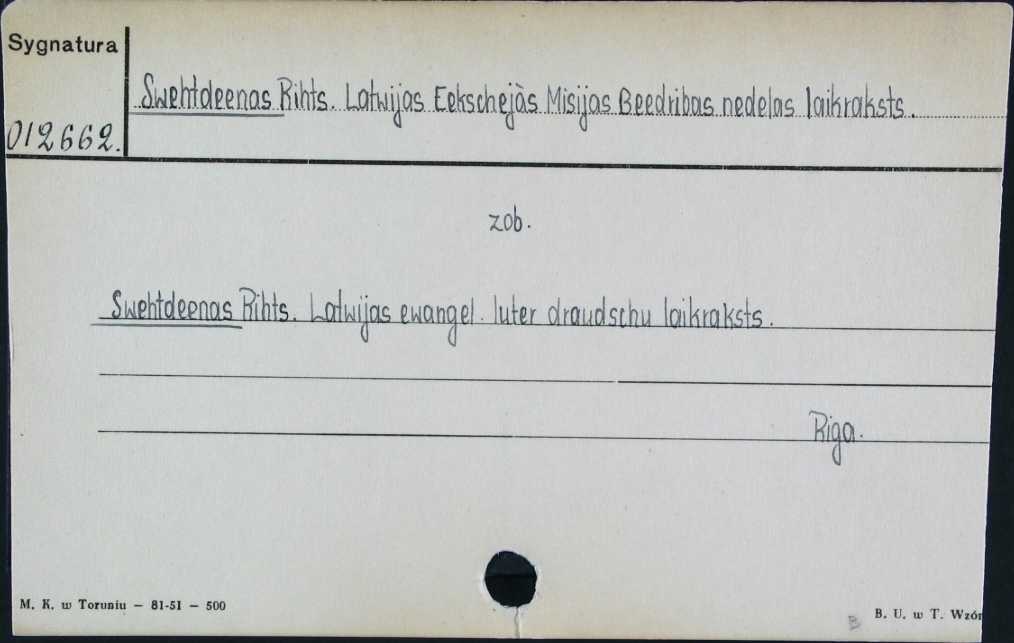 Sygnatura
Swehtdeenas Rihts. Latwijas Eekschejàs Misijas Beedribas nedelas laikraksts.
012662.
zob.
Swehtdeenas Rihts. Latwijas ewangel. luter draudschu laikraksts.
Riga.
M. K. w Toruniu — 81-51 — 500
B
B. U. w T. Wzór